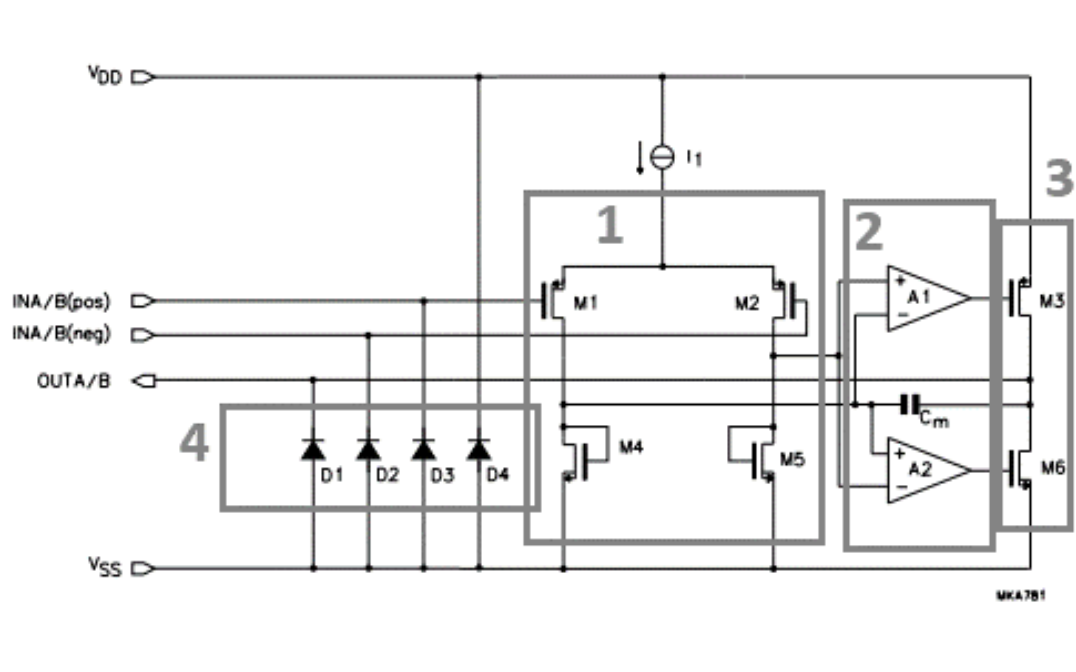 VDD
I1
3
1
2
INA/B(pos)
M1
M2
+
A1
-
M3
INA/B(neg)
OUTA/B
4
Cm
M4
M5
+
A2
-
M6
D1
D2
D3
D4
VSS
MKA781